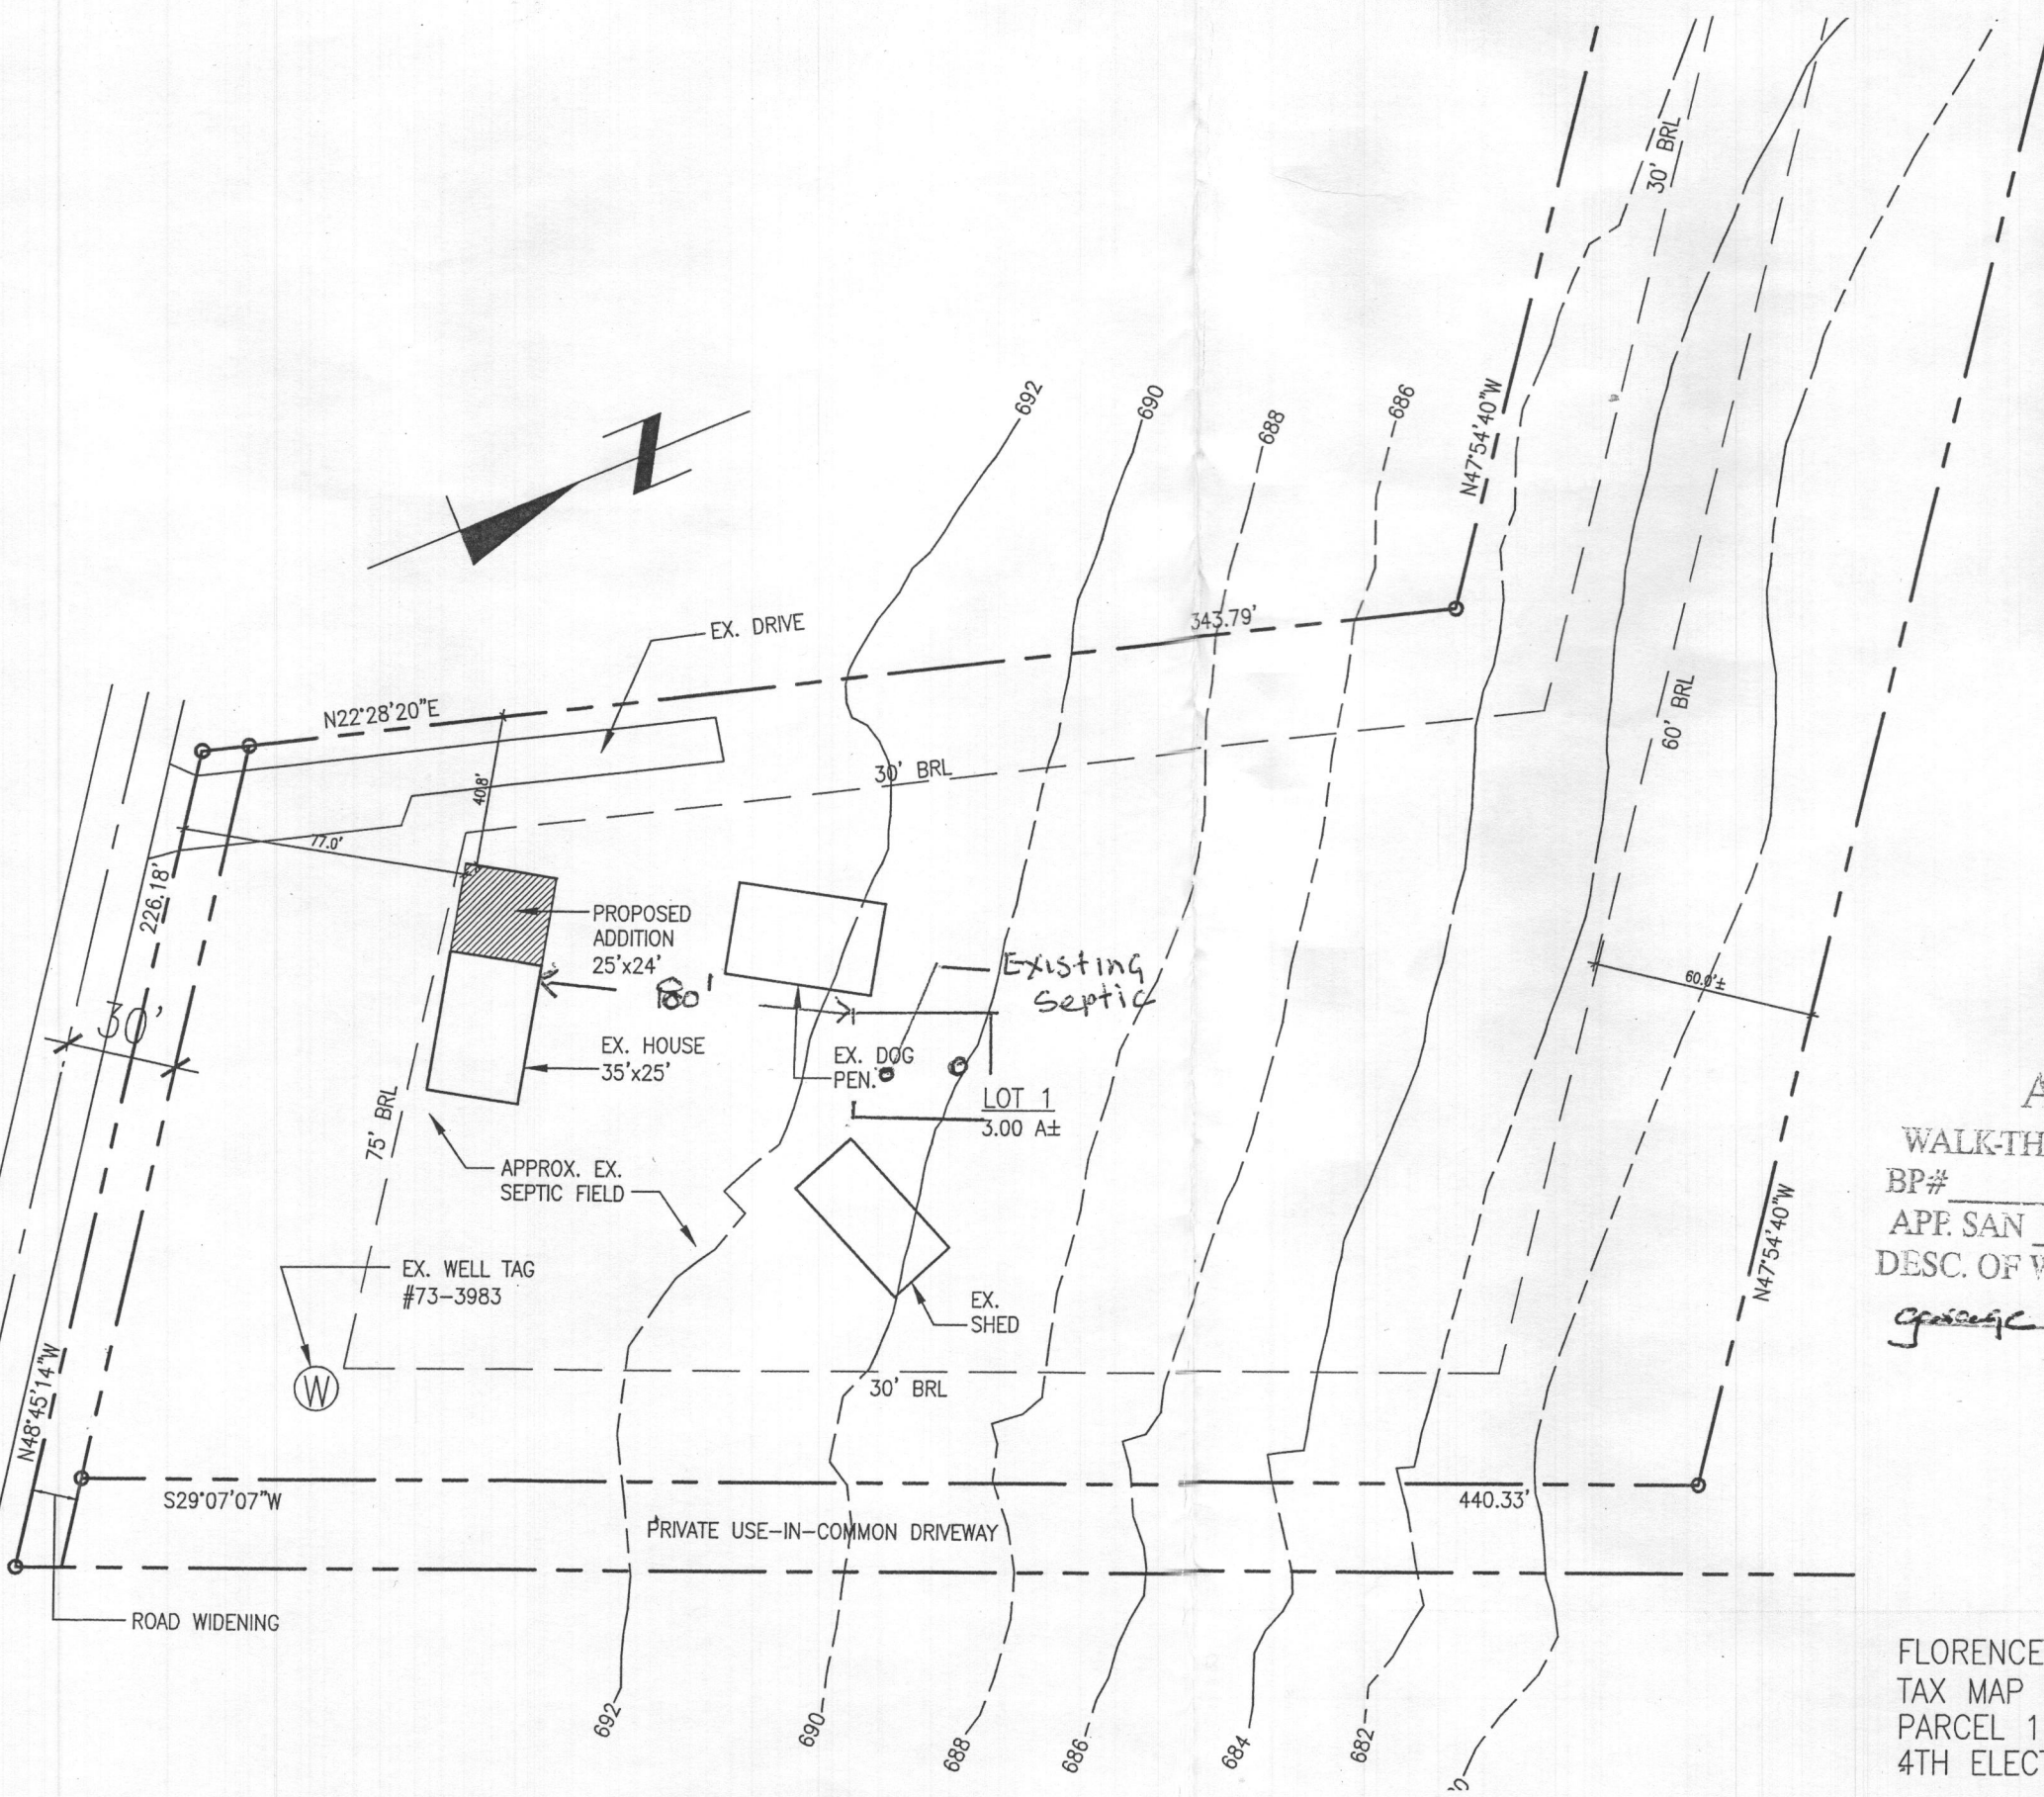 30' BRL
692
690
688
686
N47°54'40"W
EX. DRIVE
343.79'
N22°28'20"E
60' BRL
40.8'
30' BRL
77.0'
226.18'
PROPOSED
ADDITION
25'x24'
Existing
Septic
60.0'±
30'
EX. HOUSE
35'x25'
EX. DOG
PEN.
LOT 1
3.00 A±
75' BRL
WALK-TH
BP#
APPROX. EX.
SEPTIC FIELD
APP. SAN
N47°54'40"W
DESC. OF
EX. WELL TAG
#73-3983
EX.
SHED
W
N48°45'14"W
30' BRL
S29°07'07"W
440.33'
PRIVATE USE-IN-COMMON DRIVEWAY
ROAD WIDENING
692
690
688
686
684
682
FLORENCE
TAX MAP
PARCEL 1
4TH ELECT